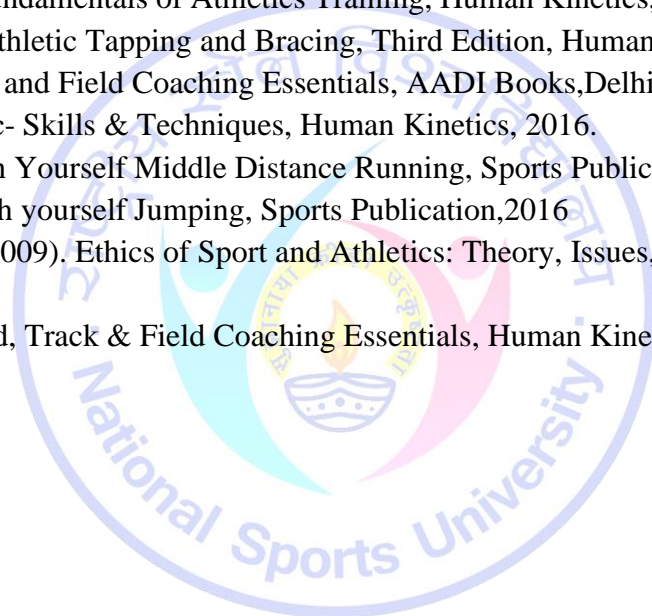 ndamentals of Athletics Training, Human Kinetics,
thletic Tapping and Bracing, Third Edition, Human
and Field Coaching Essentials, AADI Books,Delhi
c- Skills & Techniques, Human Kinetics, 2016.
Yourself Middle Distance Running, Sports Public
h yourself Jumping, Sports Publication,2016
009). Ethics of Sport and Athletics: Theory, Issues,
d, Track & Field Coaching Essentials, Human Kine
राष्ट्रीय खेल विश्वविद्यालय
National Sports University